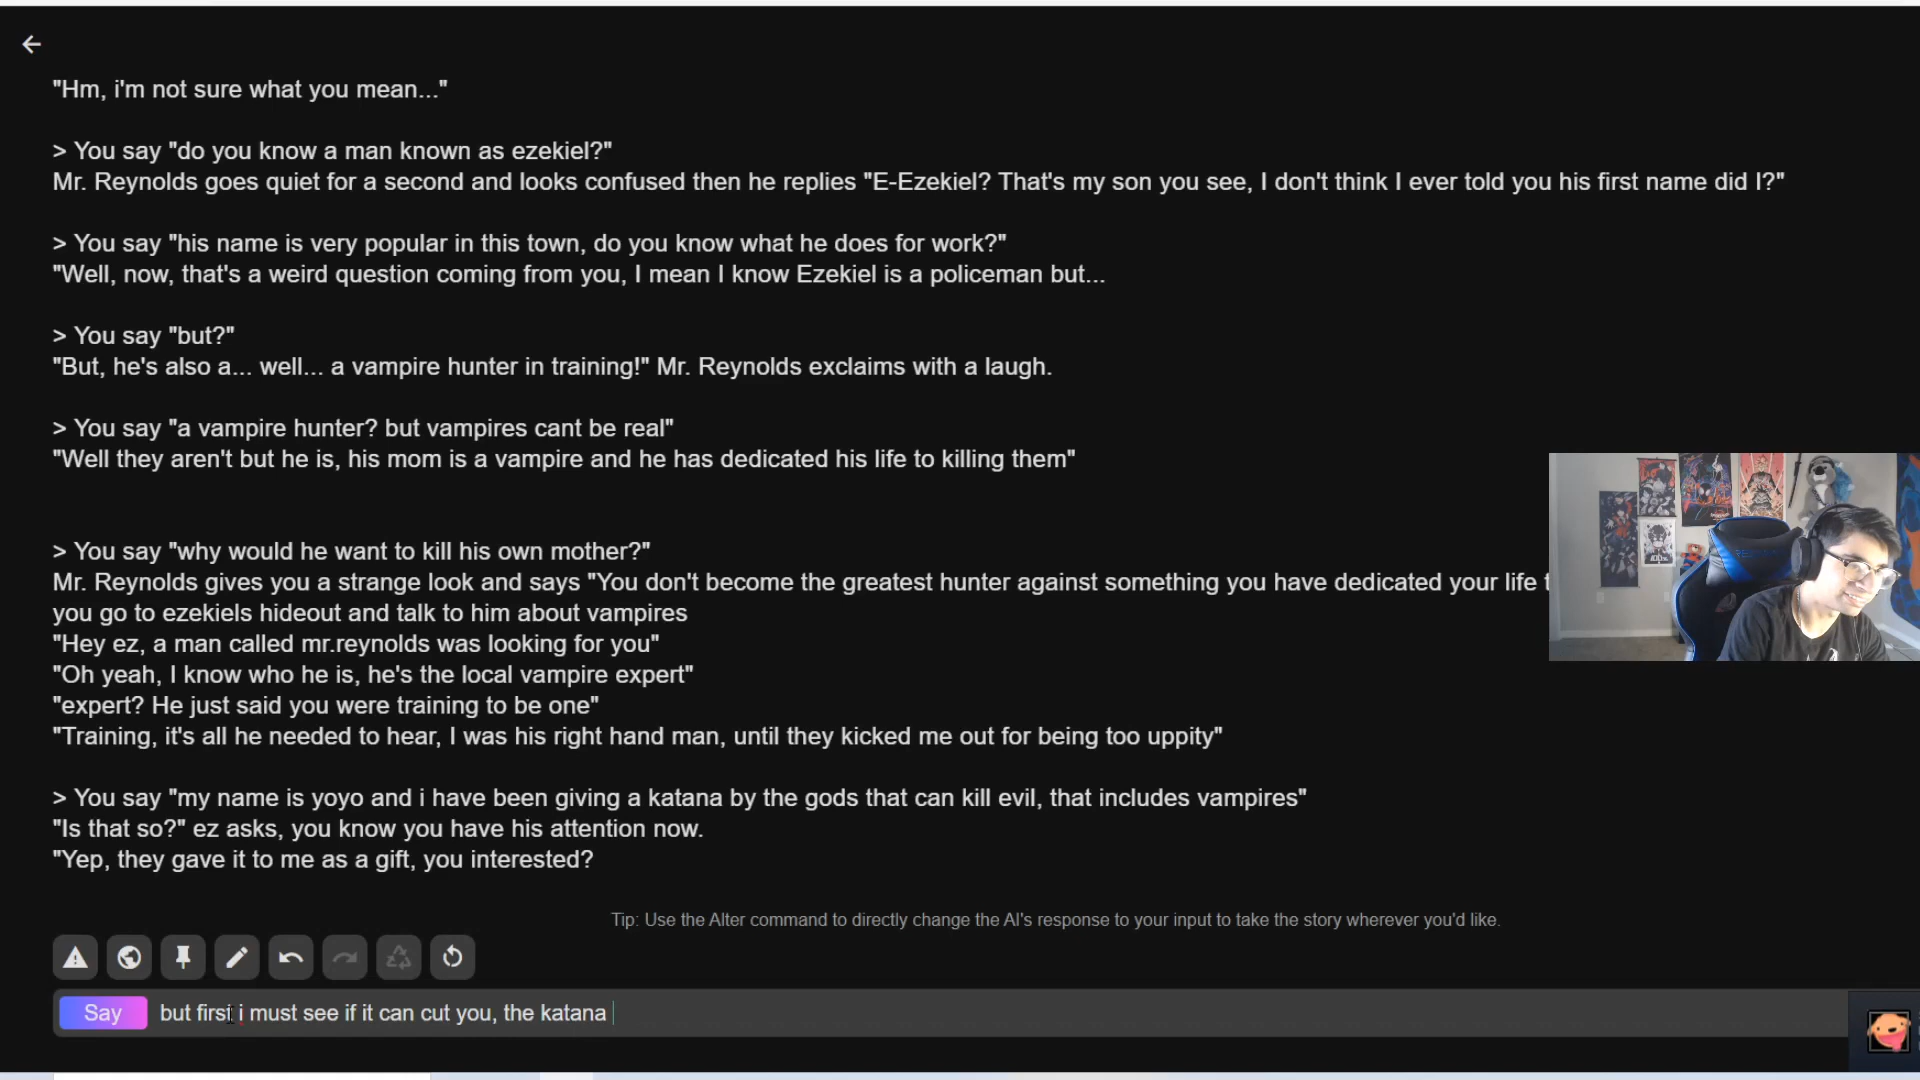 "Hm, i'm not sure what you mean..."
> You say "do you know a man known as ezekiel?"
Mr. Reynolds goes quiet for a second and looks confused then he replies "E-Ezekiel? That's my son you see, I don't think I ever told you his first name did I?"
> You say "his name is very popular in this town, do you know what he does for work?"
"Well, now, that's a weird question coming from you, I mean I know Ezekiel is a policeman but...
> You say "but?"
"But, he's also a... well... a vampire hunter in training!" Mr. Reynolds exclaims with a laugh.
> You say "a vampire hunter? but vampires cant be real"
"Well they aren't but he is, his mom is a vampire and he has dedicated his life to killing them"
> You say "why would he want to kill his own mother?"
Mr. Reynolds gives you a strange look and says "You don't become the greatest hunter against something you have dedicated your life t
you go to ezekiels hideout and talk to him about vampires
"Hey ez, a man called mr.reynolds was looking for you"
"Oh yeah, I know who he is, he's the local vampire expert"
"expert? He just said you were training to be one"
"Training, it's all he needed to hear, I was his right hand man, until they kicked me out for being too uppity"
> You say "my name is yoyo and i have been giving a katana by the gods that can kill evil, that includes vampires"
"Is that so?" ez asks, you know you have his attention now.
"Yep, they gave it to me as a gift, you interested?
Tip: Use the Alter command to directly change the AI's response to your input to take the story wherever you'd like.
Say but first i must see if it can cut you, the katana